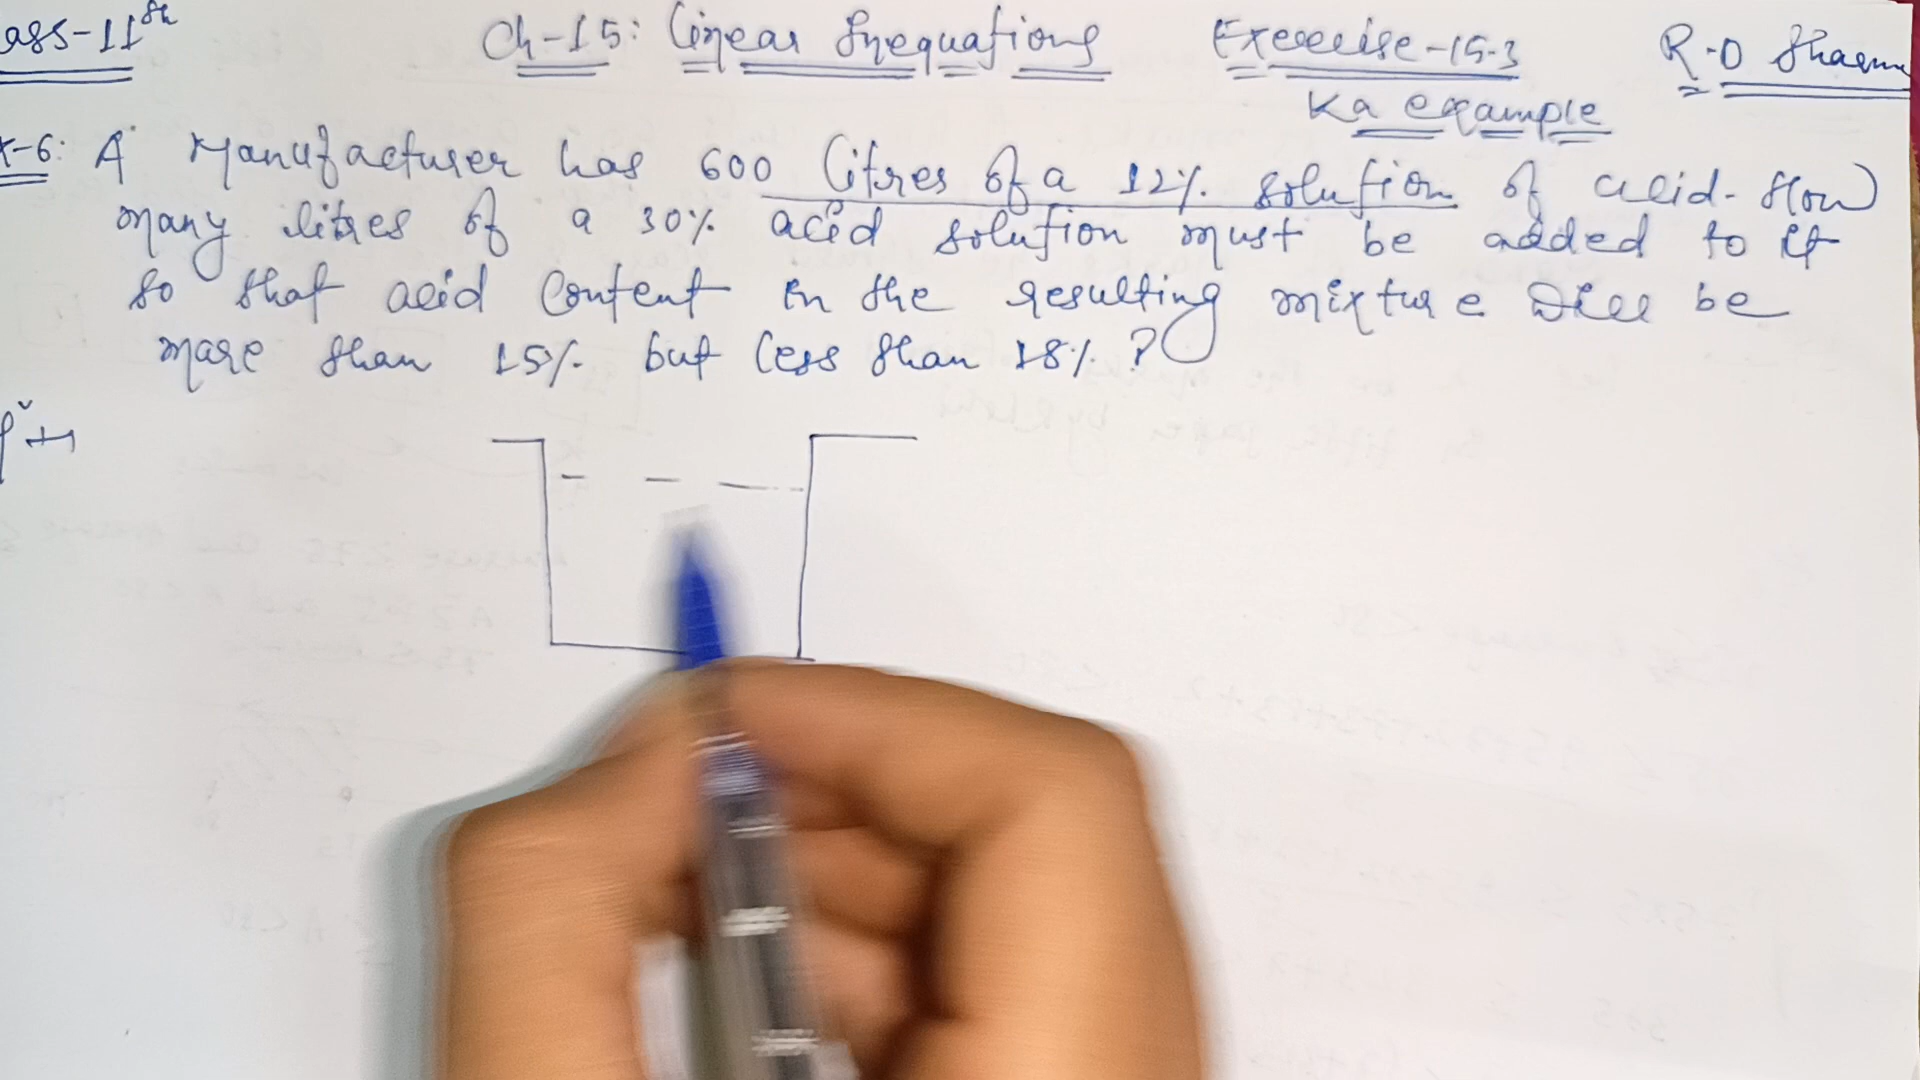 ass-11th Ch-15: Linear Inequations Exercise-15.3 R.D Sharma
Ka example
x-6: A Manufacturer has 600 litres of a 12% solution of acid. How
many litres of a 30% acid solution must be added to it
so that acid content in the resulting mixture will be
more than 15% but less than 18%?